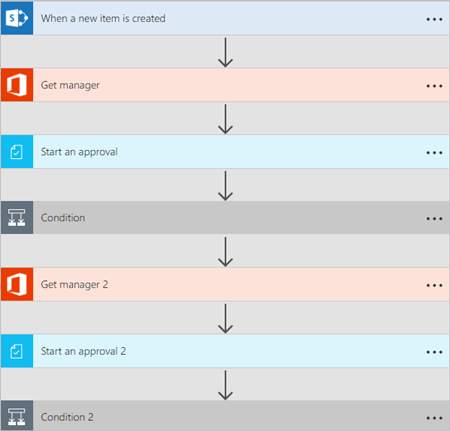 When a new item is created
Get manager
Start an approval
Condition
Get manager 2
Start an approval 2
Condition 2